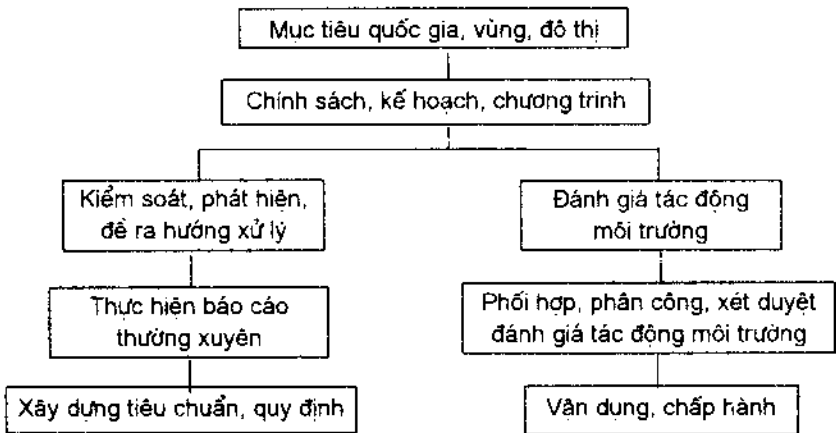 Mục tiêu quốc gia, vùng, đô thị
Chính sách, kế hoạch, chương trinh
Kiểm soát, phát hiện,
đề ra hướng xử lý
Đánh giá tác động
môi trường
Thực hiện báo cáo
thường xuyên
Phối hợp, phân công, xét duyệt
đánh giá tác động môi trường
Xây dựng tiêu chuẩn, quy định
Vận dụng, chấp hành